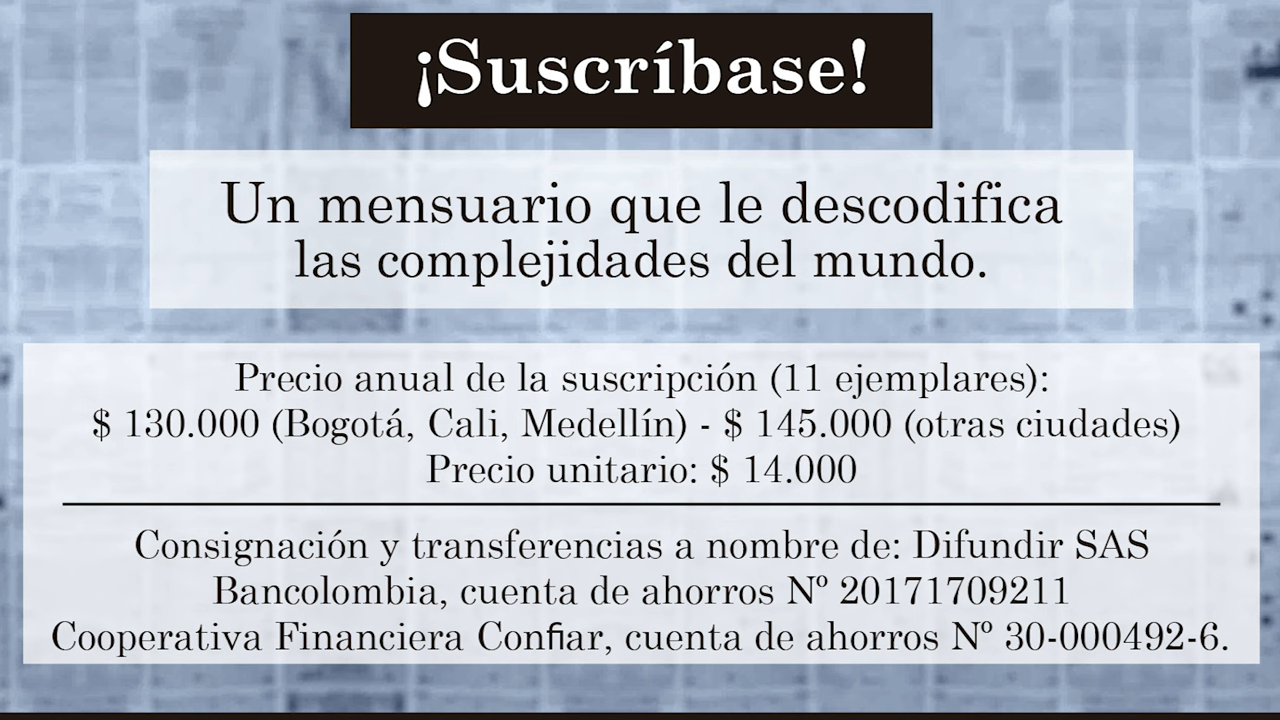 ¡Suscríbase!
Un mensuario que le descodifica
las complejidades del mundo.
Precio anual de la suscripción (11 ejemplares):
$ 130.000 (Bogotá, Cali, Medellín) - $ 145.000 (otras ciudades)
Precio unitario: $ 14.000
Consignación y transferencias a nombre de: Difundir SAS
Bancolombia, cuenta de ahorros Nº 20171709211
Cooperativa Financiera Confiar, cuenta de ahorros Nº 30-000492-6.